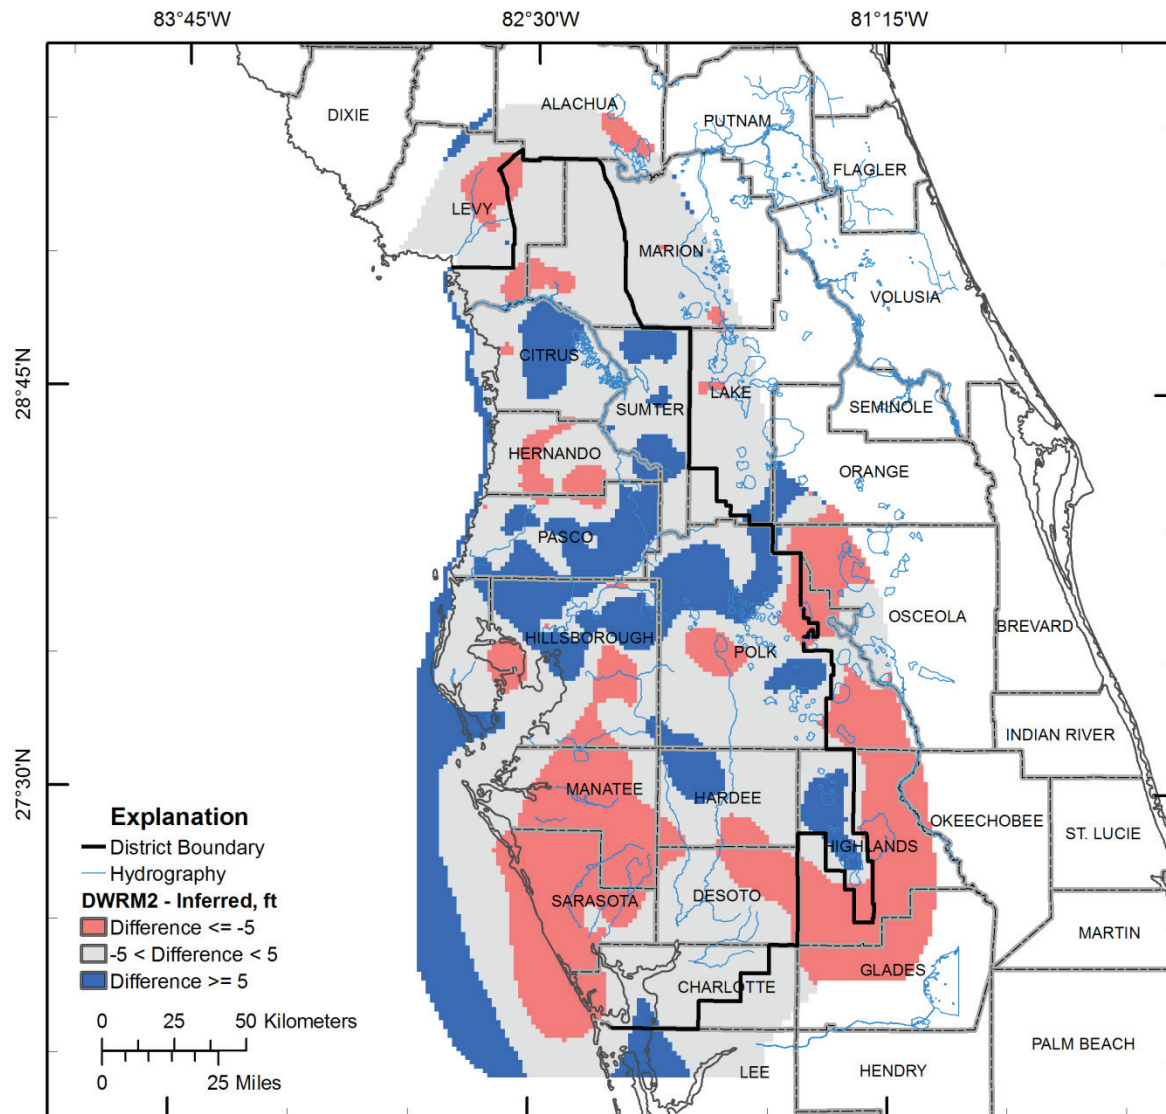 83°45'W 82°30'W 81°15'W
ALACHUA
DIXIE
PUTNAM
FLAGLER
LEVY
MARION
VOLUSIA
CITRUS
28°45'N
LAKE
SUMTER
SEMINOLE
HERNANDO
ORANGE
PASCO
OSCEOLA
BREVARD
HILLSBOROUGH
POLK
INDIAN RIVER
27°30'N
MANATEE
HARDEE
OKEECHOBEE
ST. LUCIE
HIGHLANDS
SARASOTA
DESOTO
MARTIN
GLADES
CHARLOTTE
PALM BEACH
LEE
HENDRY
Explanation
District Boundary
Hydrography
DWRM2 - Inferred, ft
Difference <= -5
-5 < Difference < 5
Difference >= 5
0 25 50 Kilometers
0 25 Miles